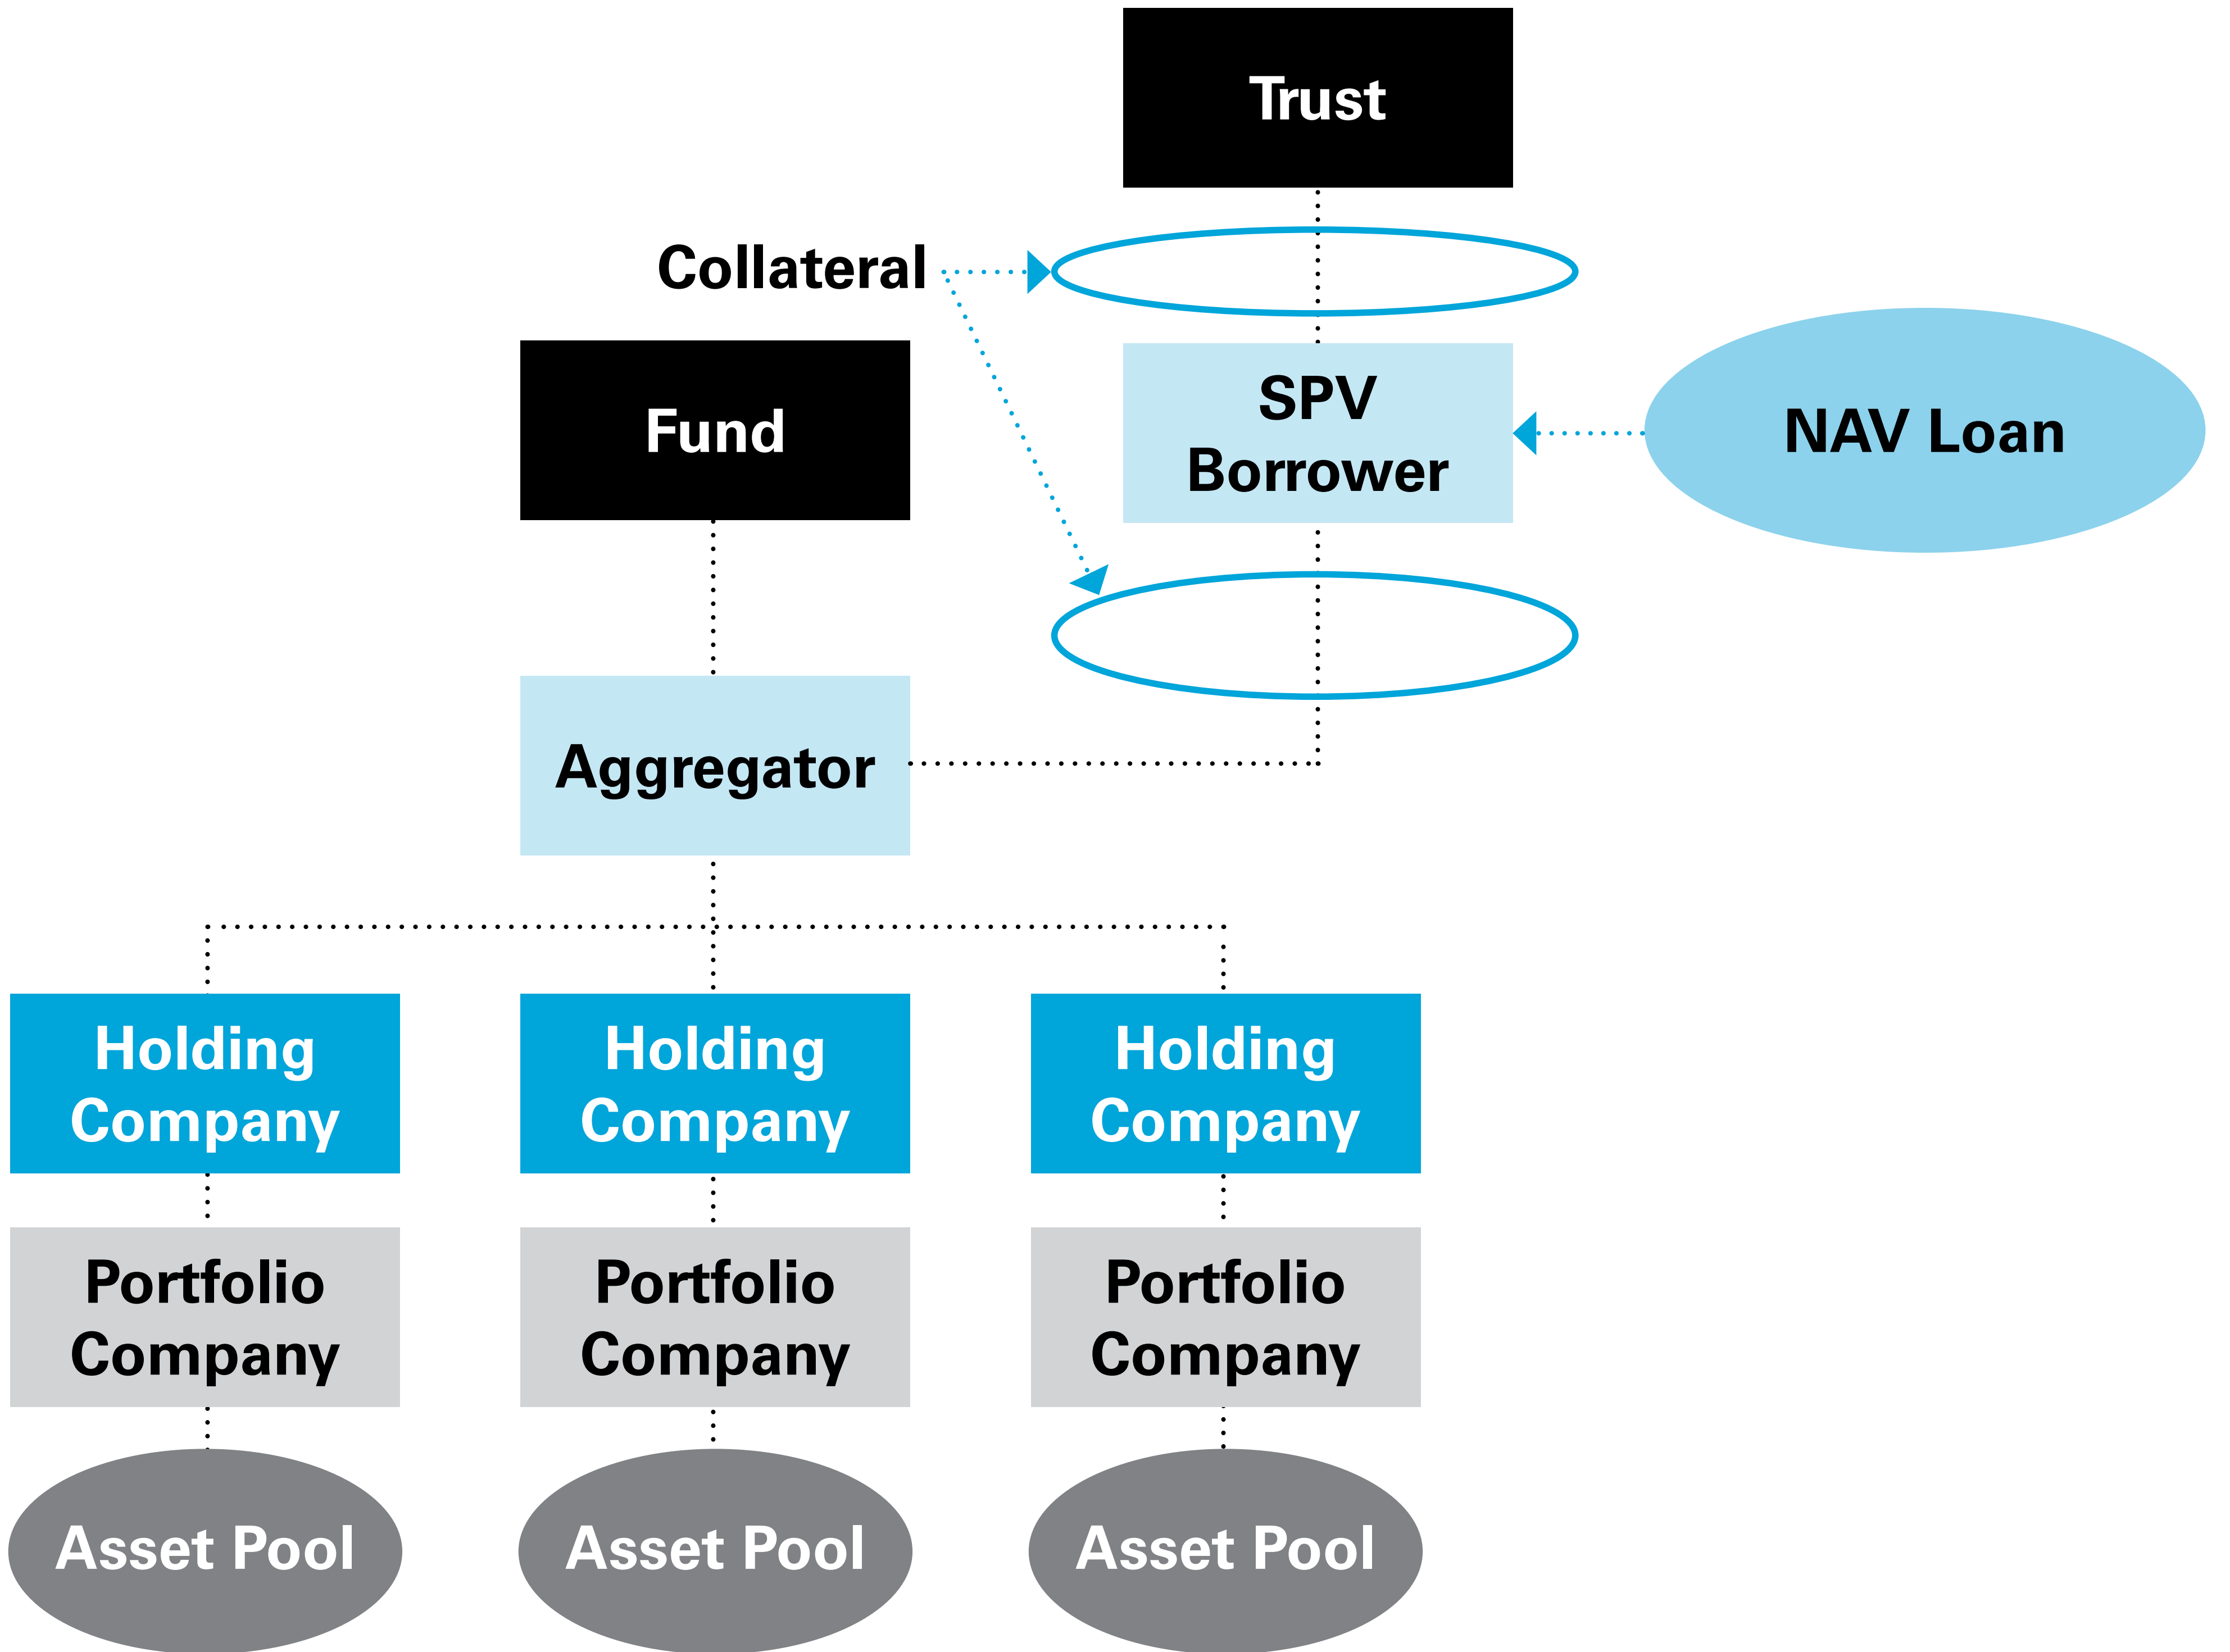 Trust
Collateral
Fund
SPV
Borrower
NAV Loan
Aggregator
Holding
Company
Holding
Company
Holding
Company
Portfolio
Company
Portfolio
Company
Portfolio
Company
Asset Pool
Asset Pool
Asset Pool